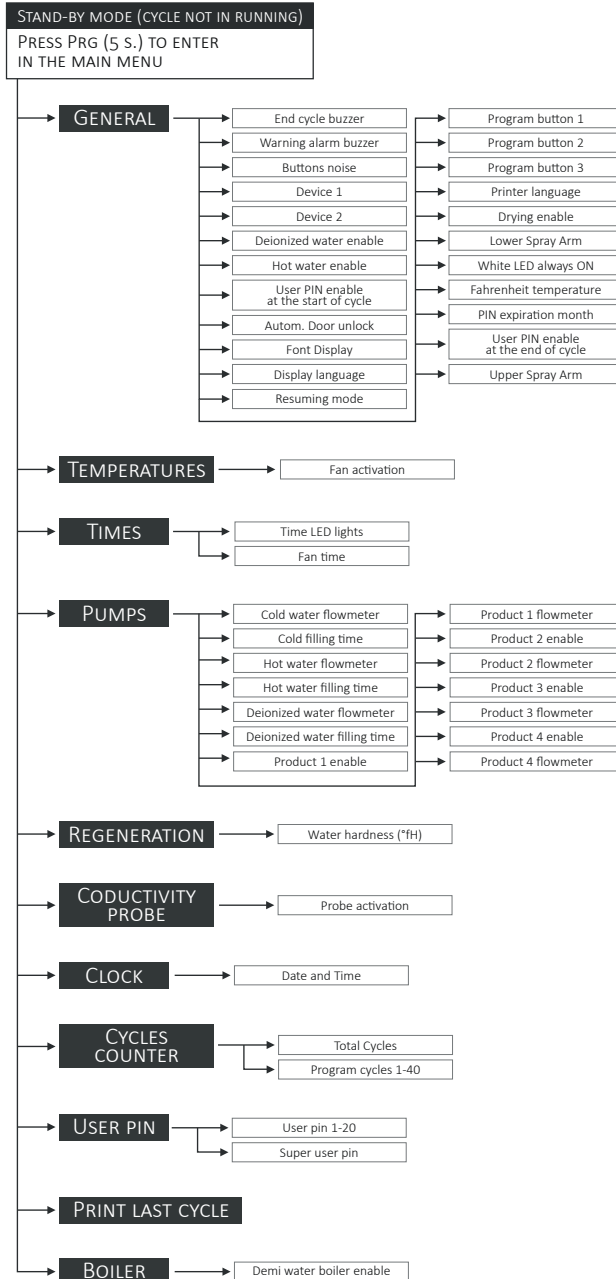 STAND-BY MODE (CYCLE NOT IN RUNNING)
PRESS PRG (5 S.) TO ENTER
IN THE MAIN MENU
GENERAL
End cycle buzzer
Warning alarm buzzer
Buttons noise
Device 1
Device 2
Deionized water enable
Hot water enable
User PIN enable
at the start of cycle
Autom. Door unlock
Font Display
Display language
Resuming mode
Program button 1
Program button 2
Program button 3
Printer language
Drying enable
Lower Spray Arm
White LED always ON
Fahrenheit temperature
PIN expiration month
User PIN enable
at the end of cycle
Upper Spray Arm
TEMPERATURES
Fan activation
TIMES
Time LED lights
Fan time
PUMPS
Cold water flowmeter
Cold filling time
Hot water flowmeter
Hot water filling time
Deionized water flowmeter
Deionized water filling time
Product 1 enable
Product 1 flowmeter
Product 2 enable
Product 2 flowmeter
Product 3 enable
Product 3 flowmeter
Product 4 enable
Product 4 flowmeter
REGENERATION
Water hardness (°fH)
CODUCTIVITY
PROBE
Probe activation
CLOCK
Date and Time
CYCLES
COUNTER
Total Cycles
Program cycles 1-40
USER PIN
User pin 1-20
Super user pin
PRINT LAST CYCLE
BOILER
Demi water boiler enable